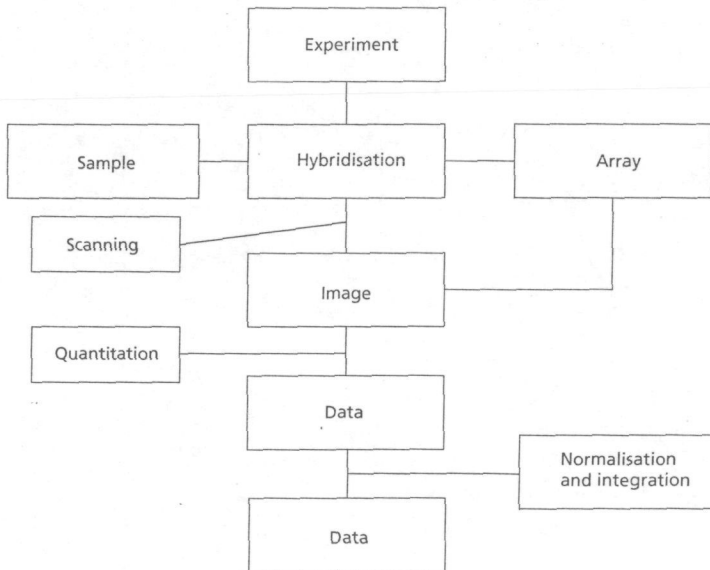 Experiment
Sample
Hybridisation
Array
Scanning
Image
Quantitation
Data
Normalisation
and integration
Data